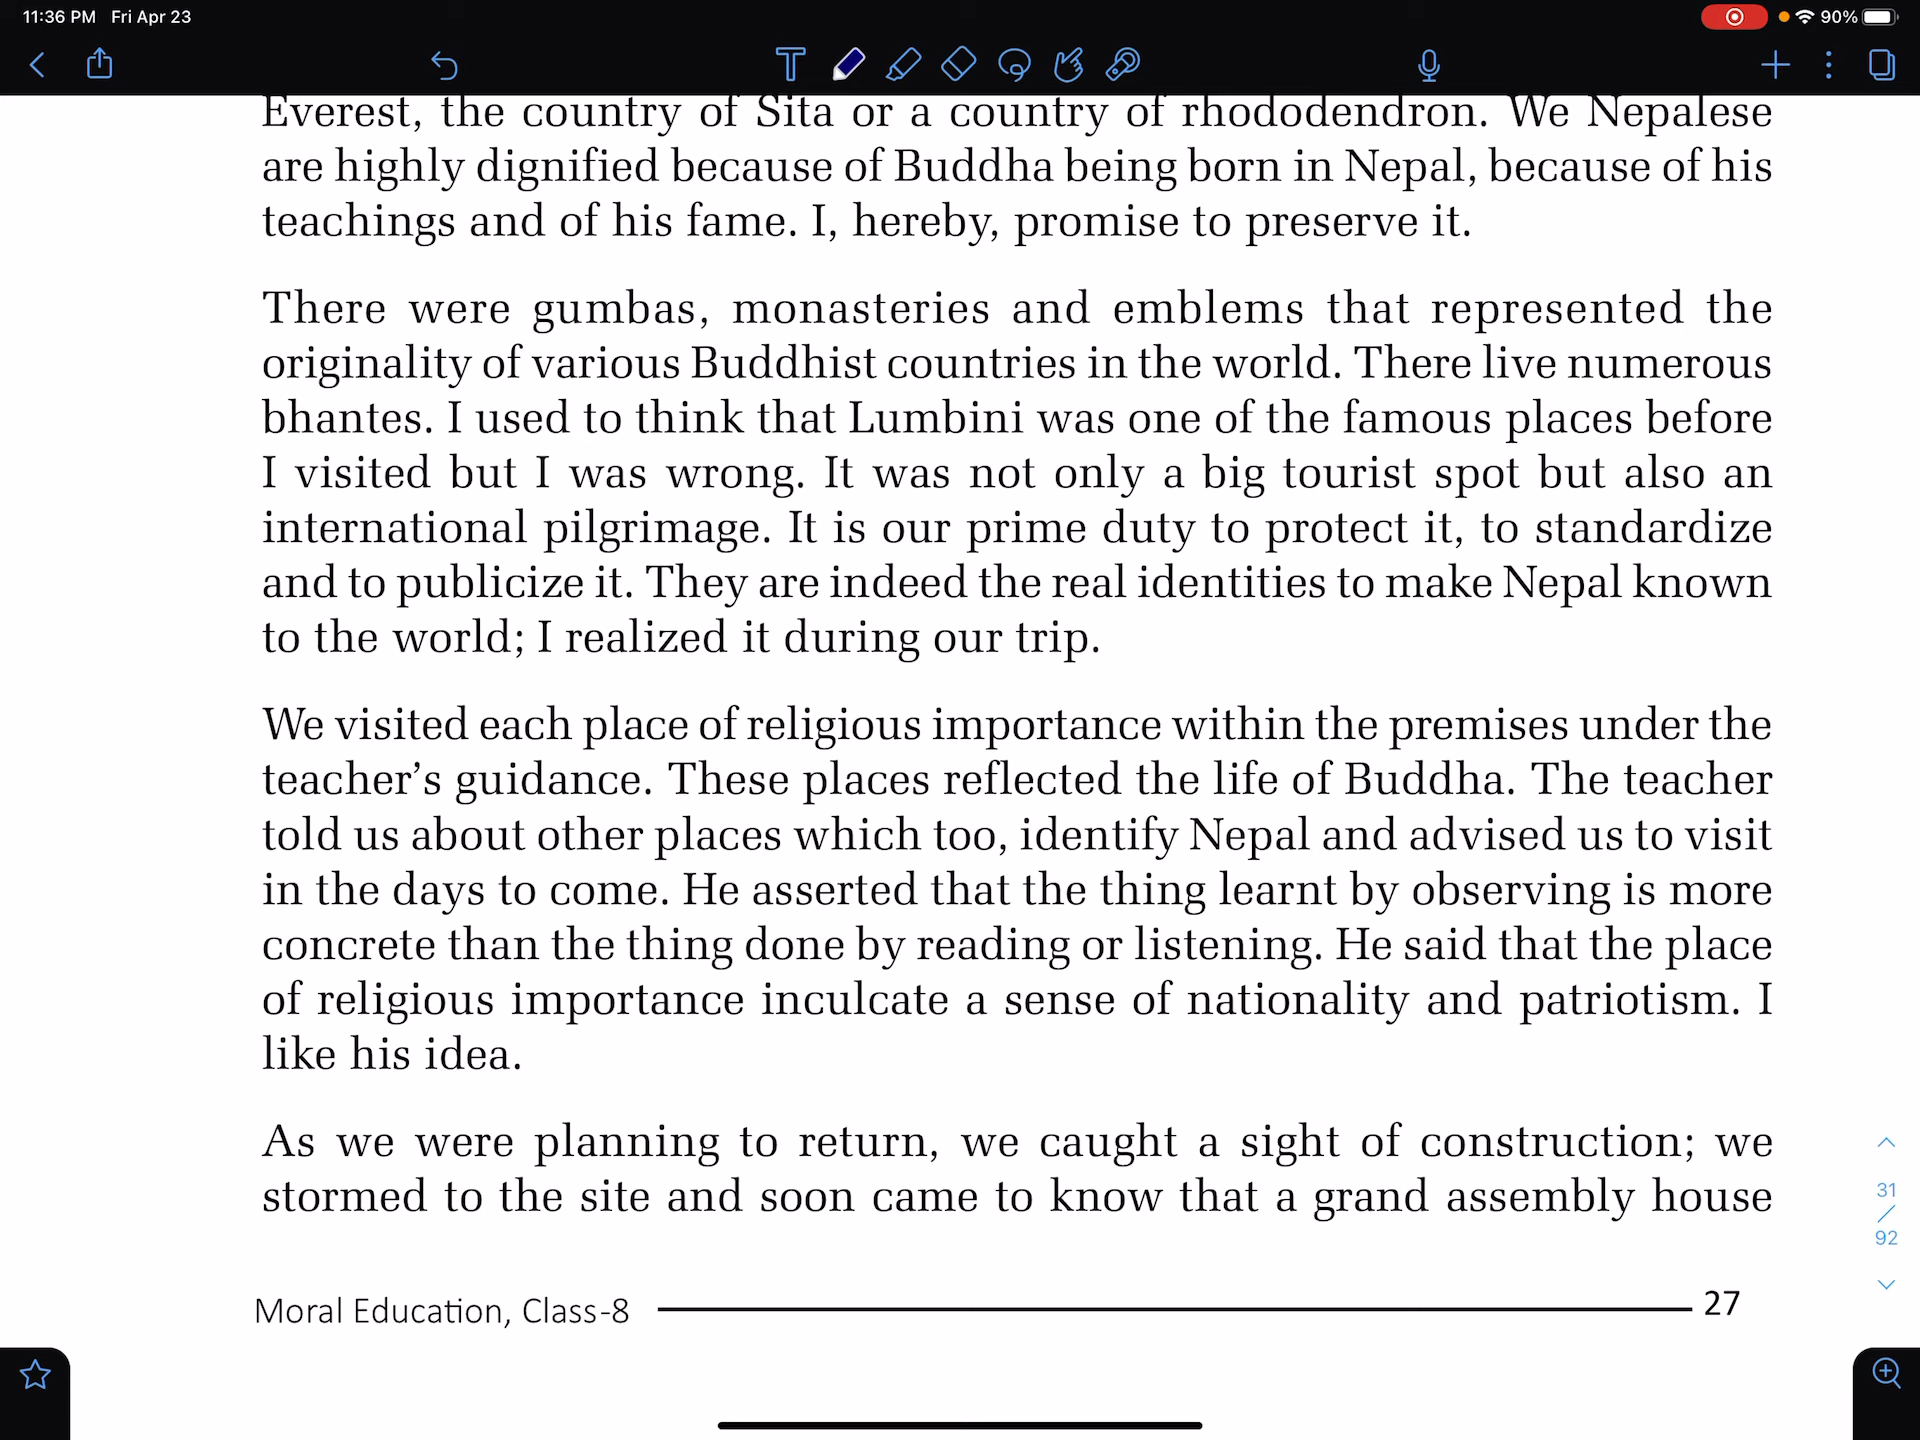 11:36 PM Fri Apr 23
90%
Everest, the country of Sita or a country of rhododendron. We Nepalese
are highly dignified because of Buddha being born in Nepal, because of his
teachings and of his fame. I, hereby, promise to preserve it.
There were gumbas, monasteries and emblems that represented the
originality of various Buddhist countries in the world. There live numerous
bhantes. I used to think that Lumbini was one of the famous places before
I visited but I was wrong. It was not only a big tourist spot but also an
international pilgrimage. It is our prime duty to protect it, to standardize
and to publicize it. They are indeed the real identities to make Nepal known
to the world; I realized it during our trip.
We visited each place of religious importance within the premises under the
teacher’s guidance. These places reflected the life of Buddha. The teacher
told us about other places which too, identify Nepal and advised us to visit
in the days to come. He asserted that the thing learnt by observing is more
concrete than the thing done by reading or listening. He said that the place
of religious importance inculcate a sense of nationality and patriotism. I
like his idea.
As we were planning to return, we caught a sight of construction; we
stormed to the site and soon came to know that a grand assembly house
31
/
92
Moral Education, Class-8 27